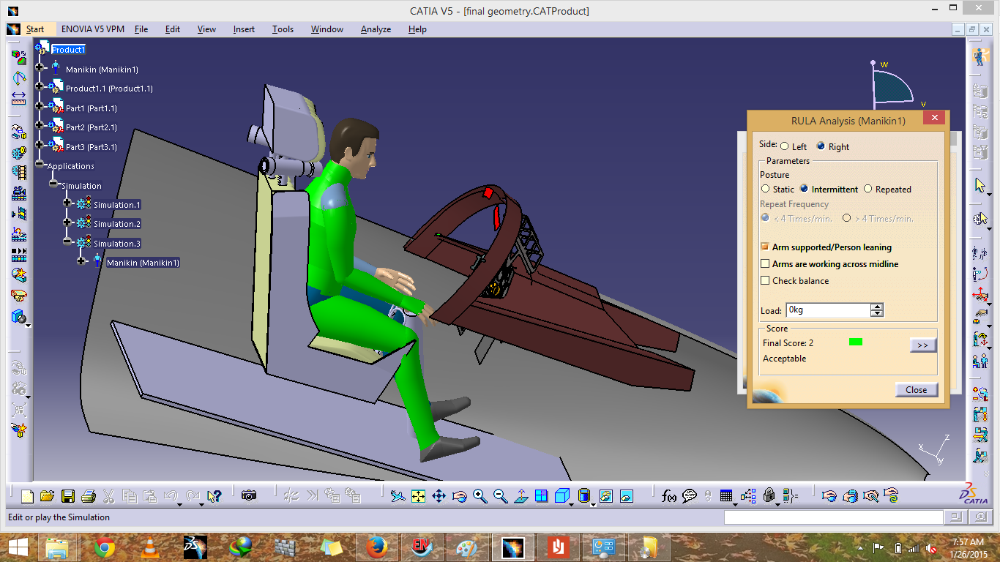 CATIA V5 - [final geometry.CATProduct]
Start ENOVIA V5 VPM File Edit View Insert Tools Window Analyze Help
Product1
Manikin (Manikin1)
Product1.1 (Product1.1)
Part1 (Part1.1)
Part2 (Part2.1)
Part3 (Part3.1)
Applications
Simulation
Simulation.1
Simulation.2
Simulation.3
Manikin (Manikin1)
w
v
RULA Analysis (Manikin1)
Side: Left Right
Parameters
Posture
Static Intermittent Repeated
Repeat Frequency
< 4 Times/min. > 4 Times/min.
Arm supported/Person leaning
Arms are working across midline
Check balance
Load: 0kg
Score
Final Score: 2 >>
Acceptable
Close
x z
y
f(x)
CATIA
Edit or play the Simulation
EN
7:57 AM
1/26/2015